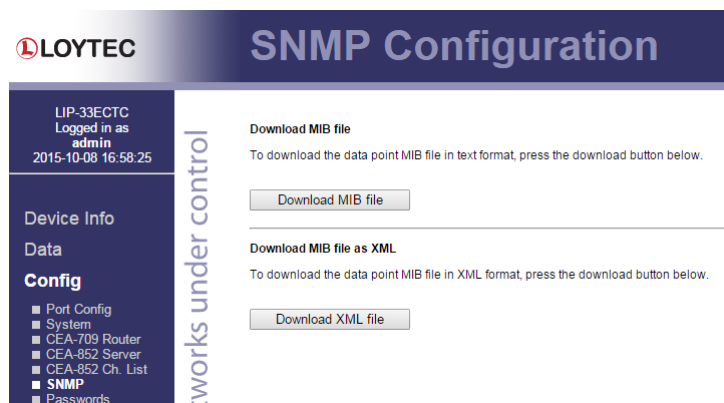 LOYTEC
SNMP Configuration
LIP-33ECTC
Logged in as
admin
2015-10-08 16:58:25
Device Info
Data
Config
Port Config
System
CEA-709 Router
CEA-852 Server
CEA-852 Ch. List
SNMP
Passwords
under control
Download MIB file
To download the data point MIB file in text format, press the download button below.
Download MIB file
Download MIB file as XML
To download the data point MIB file in XML format, press the download button below.
Download XML file